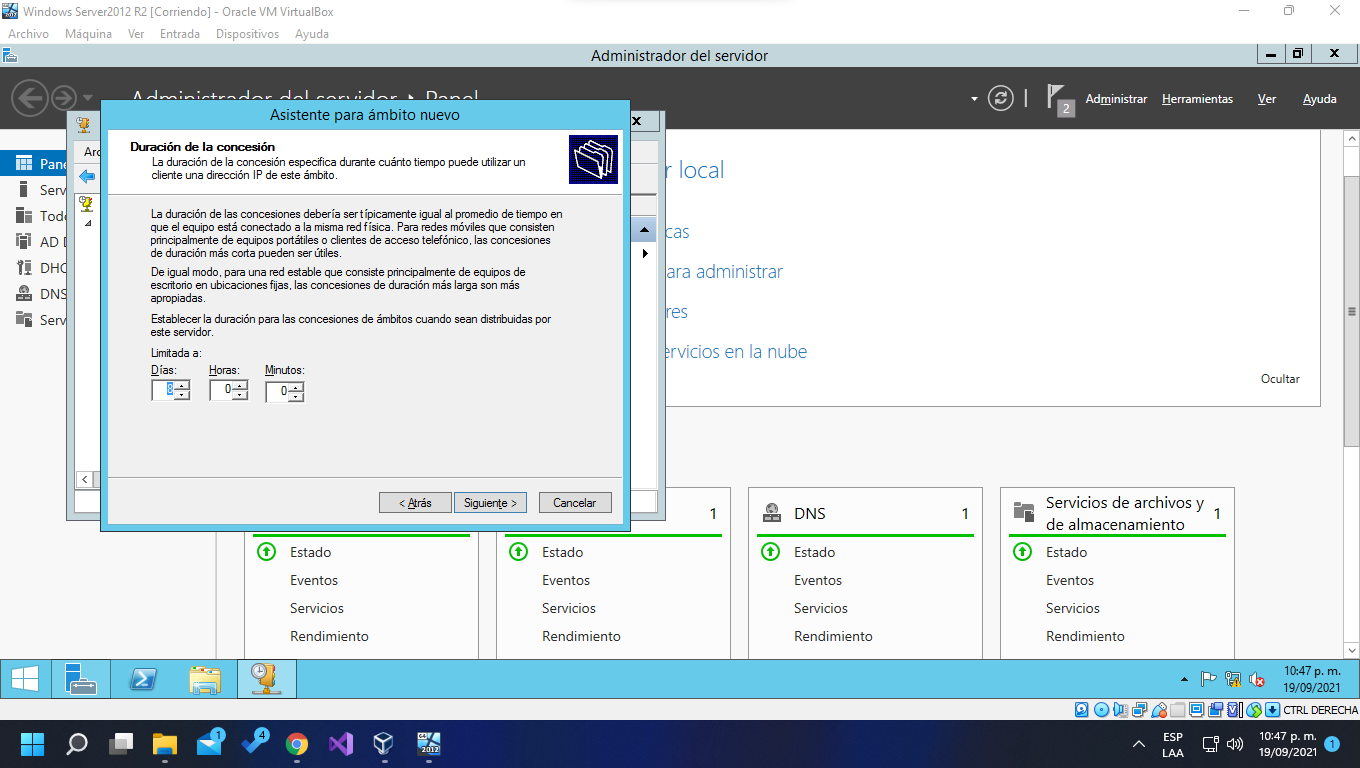 Windows Server2012 R2 [Corriendo] - Oracle VM VirtualBox
Archivo Máquina Ver Entrada Dispositivos Ayuda
Administrador del servidor
Administrador del servidor Panel
2 Administrar Herramientas Ver Ayuda
Asistente para ámbito nuevo
Duración de la concesión
La duración de la concesión especifica durante cuánto tiempo puede utilizar un
cliente una dirección IP de este ámbito.
La duración de las concesiones debería ser típicamente igual al promedio de tiempo en
que el equipo está conectado a la misma red física. Para redes móviles que consisten
principalmente de equipos portátiles o clientes de acceso telefónico, las concesiones
de duración más corta pueden ser útiles.
De igual modo, para una red estable que consiste principalmente de equipos de
escritorio en ubicaciones fijas, las concesiones de duración más larga son más
apropiadas.
Establecer la duración para las concesiones de ámbitos cuando sean distribuidas por
este servidor.
Limitada a:
Días: Horas: Minutos:
8 0 0
< Atrás Siguiente > Cancelar
Arc
Pane
Serv
Todo
AD D
DHC
DNS
Serv
r local
cas
ara administrar
res
ervicios en la nube
Ocultar
1
DNS 1
Servicios de archivos y
de almacenamiento 1
Estado Estado Estado Estado
Eventos Eventos Eventos Eventos
Servicios Servicios Servicios Servicios
Rendimiento Rendimiento Rendimiento Rendimiento
10:47 p. m.
19/09/2021
CTRL DERECHA
1 4
2012
ESP
LAA
10:47 p. m.
19/09/2021
1